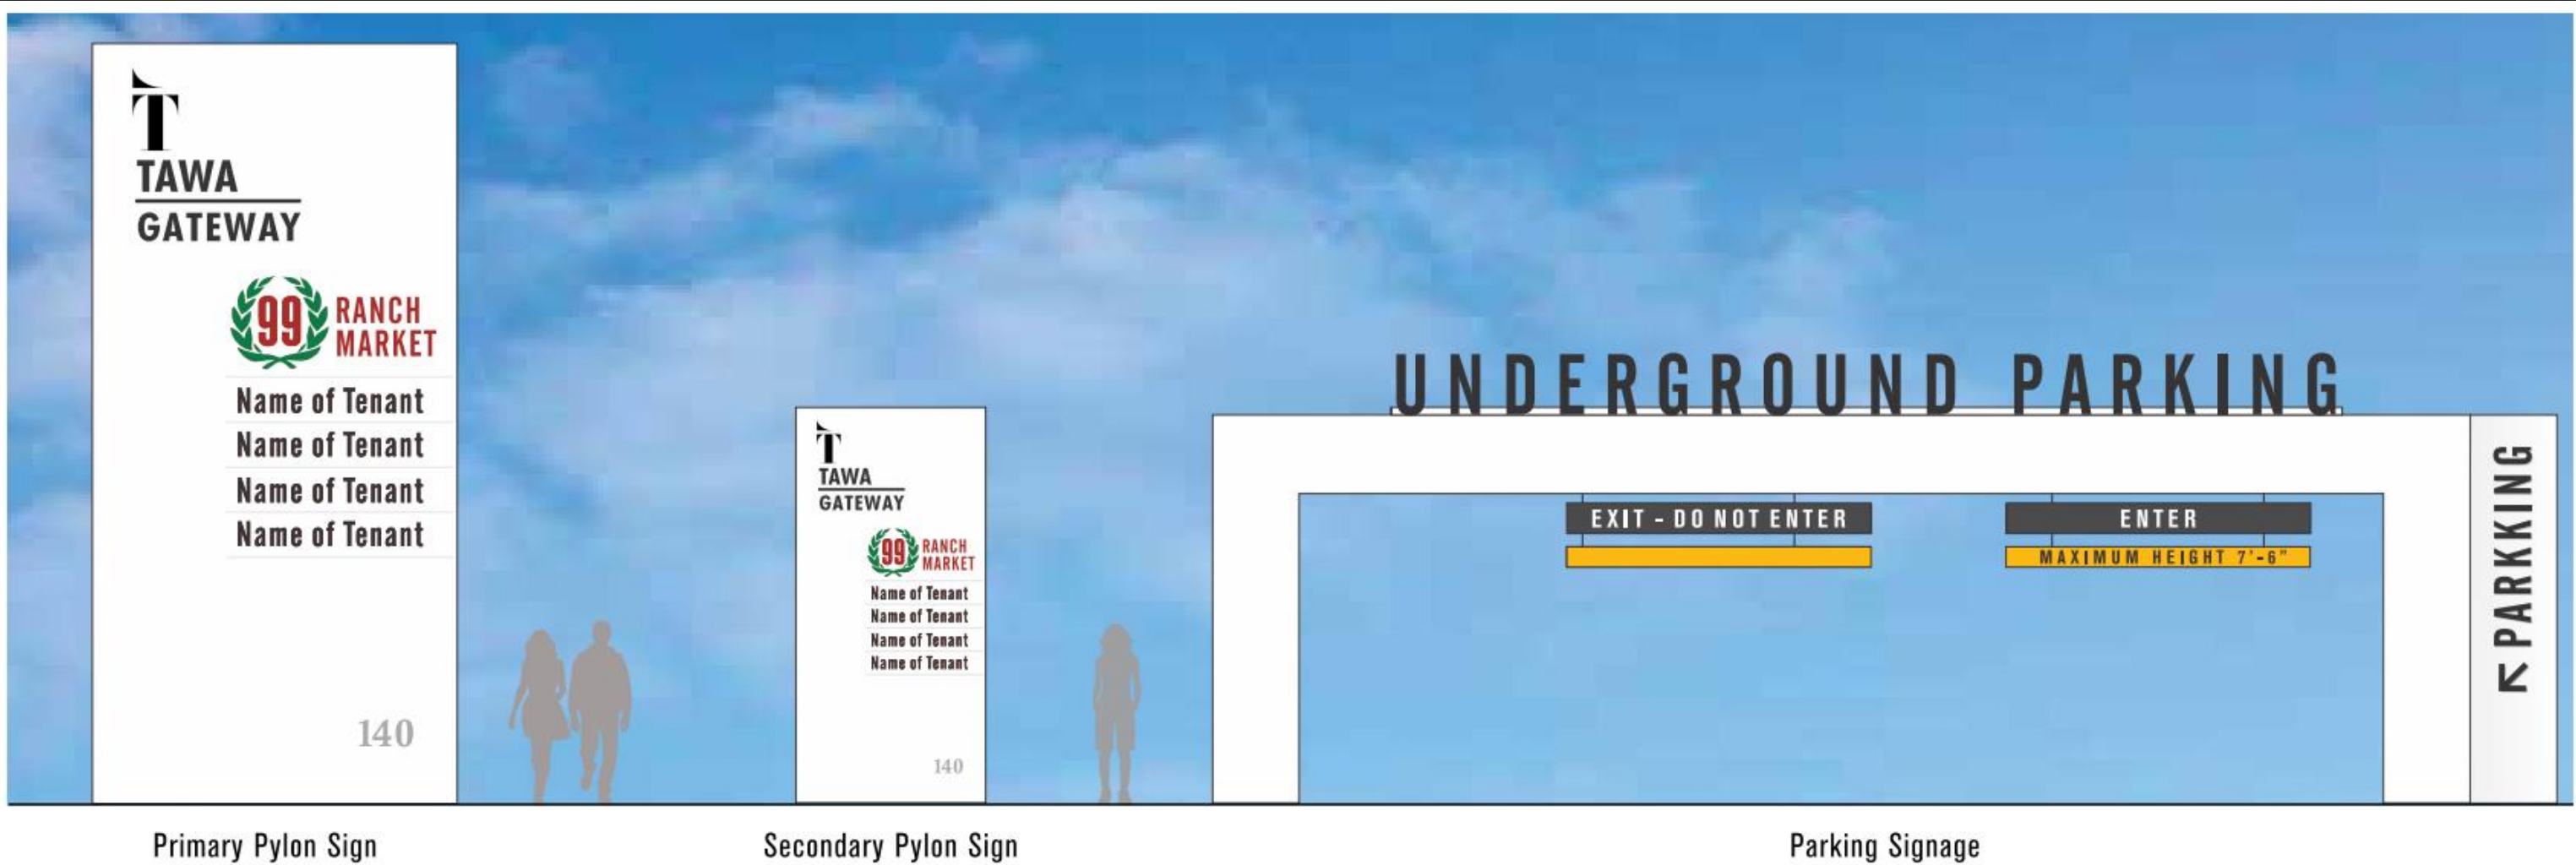 T
TAWA
GATEWAY
99 RANCH
MARKET
Name of Tenant
Name of Tenant
Name of Tenant
Name of Tenant
140
T
TAWA
GATEWAY
99 RANCH
MARKET
Name of Tenant
Name of Tenant
Name of Tenant
Name of Tenant
140
UNDERGROUND PARKING
EXIT - DO NOT ENTER
ENTER
MAXIMUM HEIGHT 7'-6"
PARKING
Primary Pylon Sign
Secondary Pylon Sign
Parking Signage